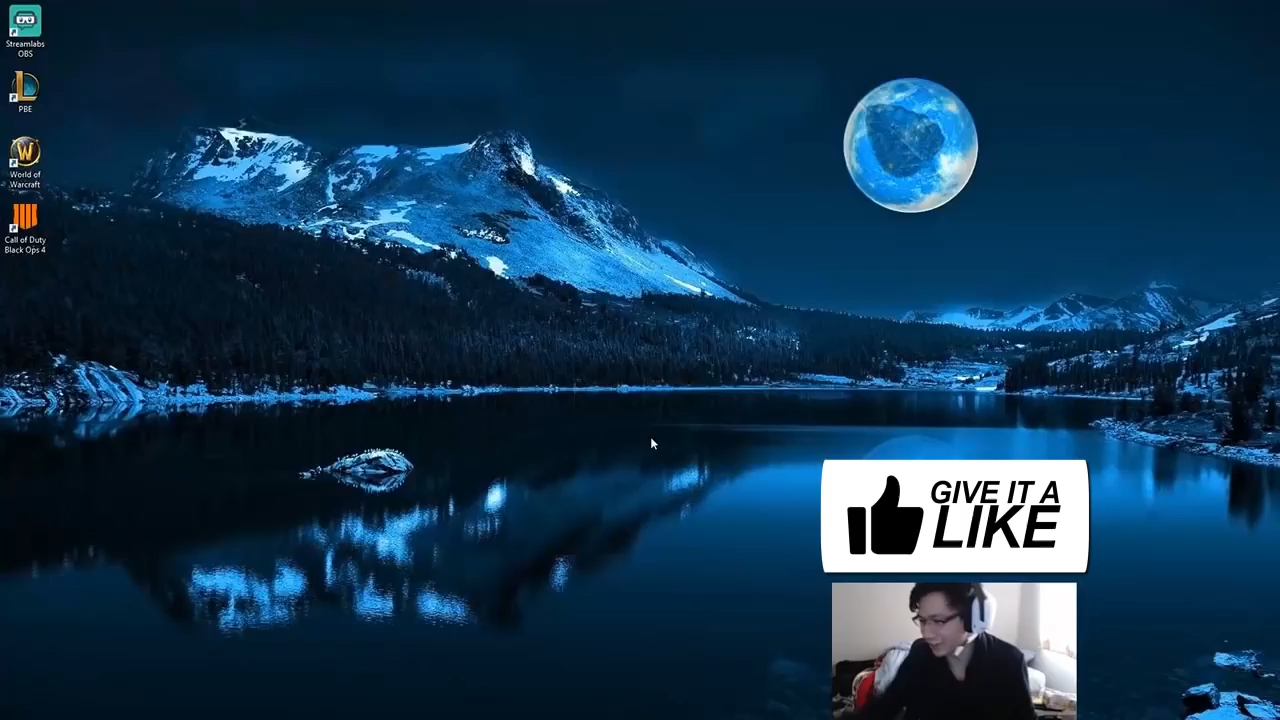 Streamlabs
OBS
PBE
World of
Warcraft
Call of Duty
Black Ops 4
GIVE IT A
LIKE